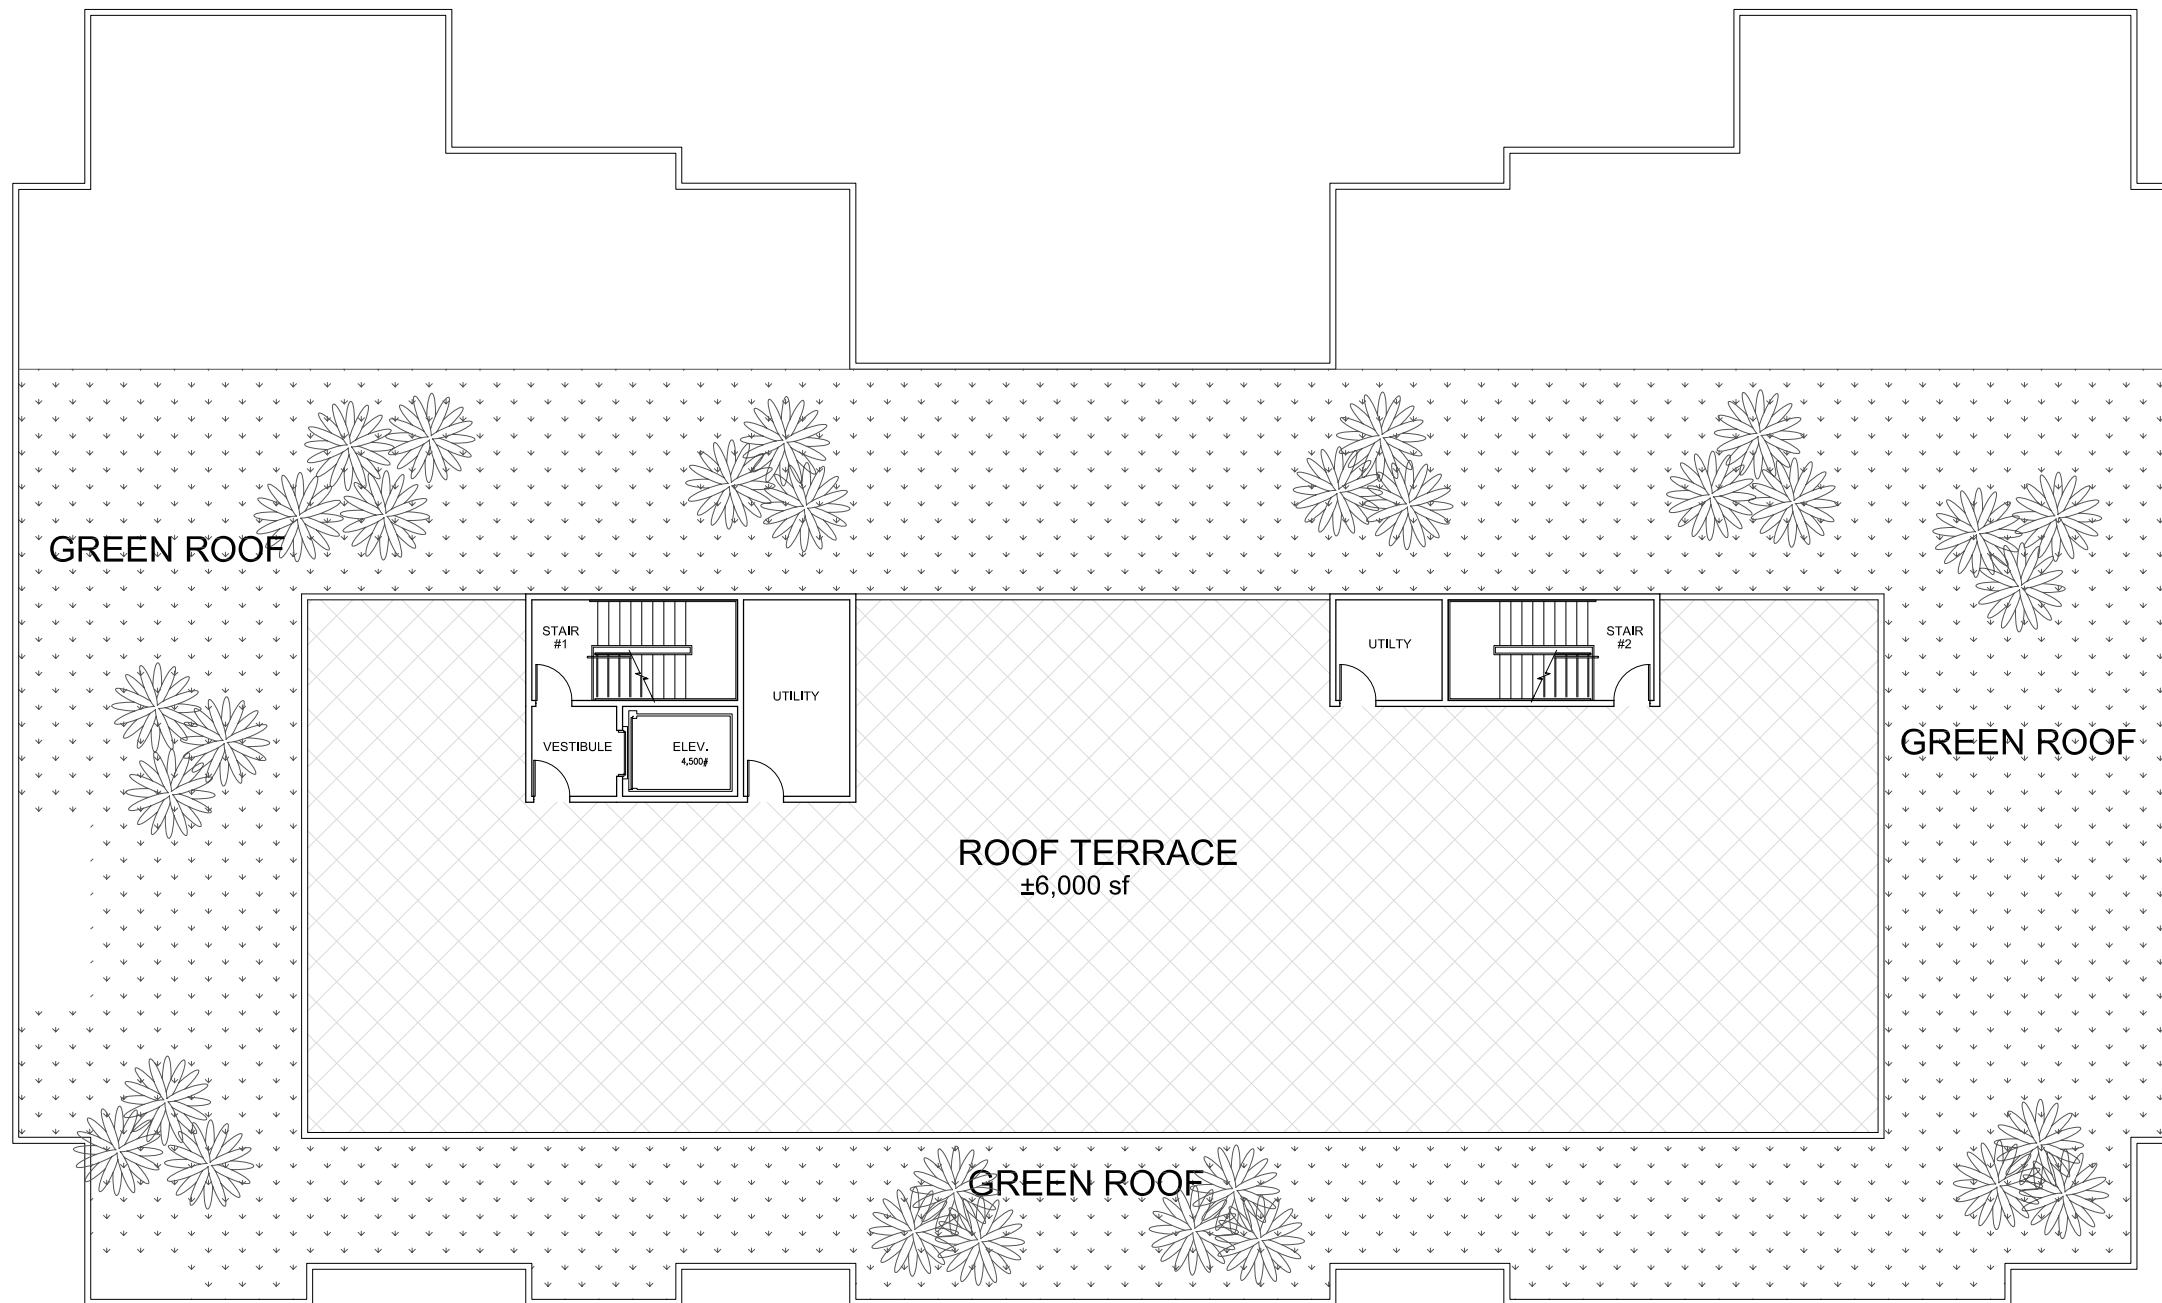 GREEN ROOF
STAIR
#1
UTILITY
VESTIBULE
ELEV.
4,500#
UTILTY
STAIR
#2
GREEN ROOF
ROOF TERRACE
±6,000 sf
GREEN ROOF